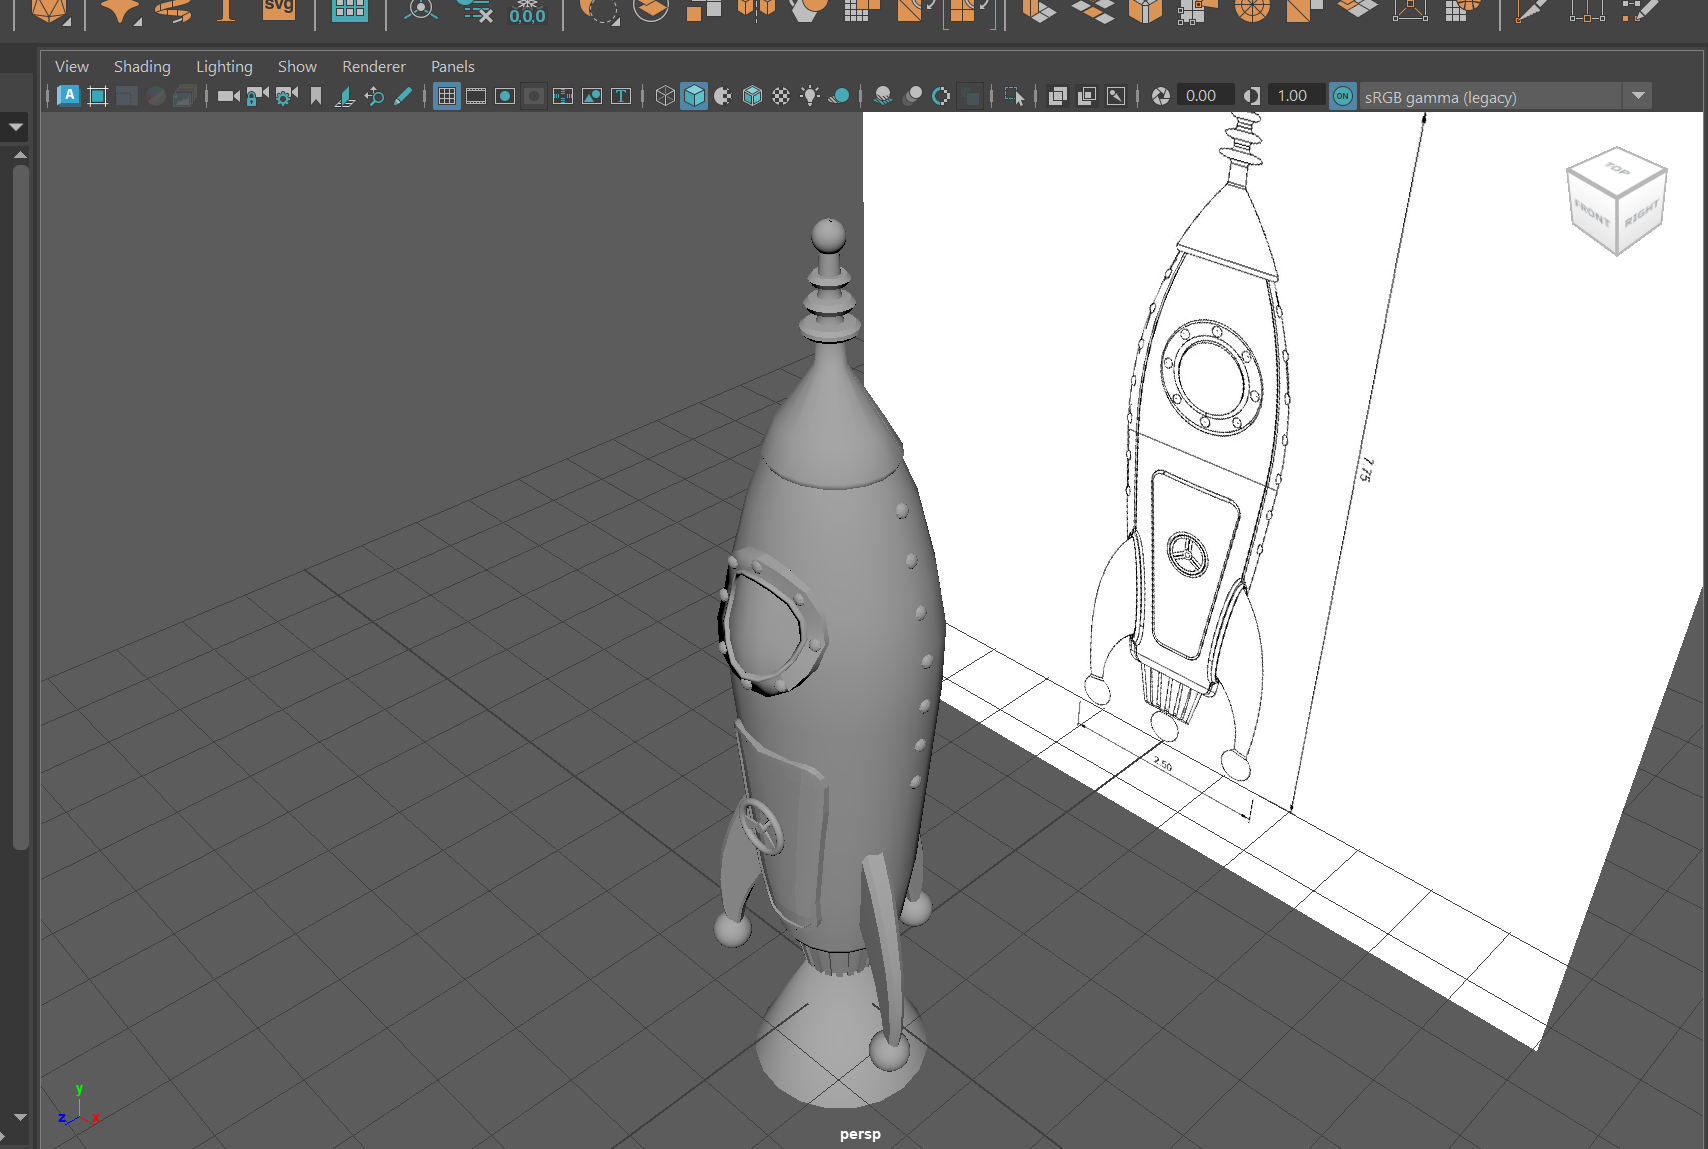 svg
0,0,0
View Shading Lighting Show Renderer Panels
A T 0.00 1.00 ON sRGB gamma (legacy)
TOP
FRONT RIGHT
7.75
2.50
y
z x
persp